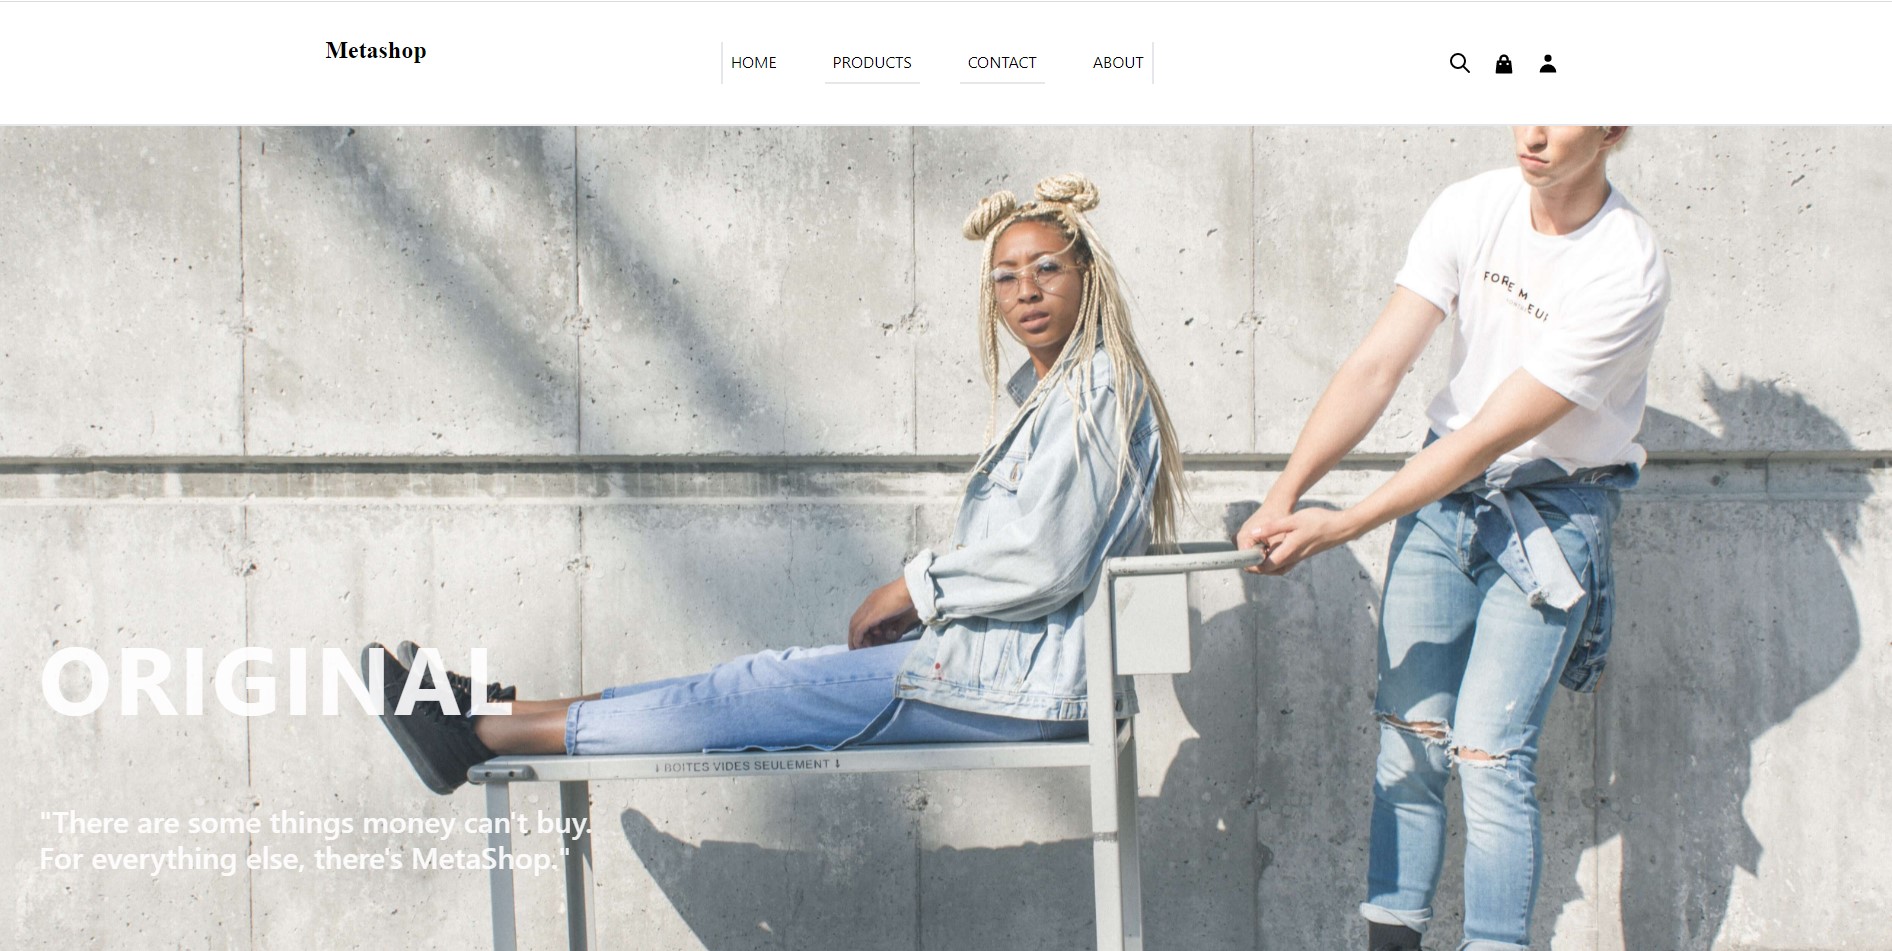 Metashop
HOME PRODUCTS CONTACT ABOUT
FORE M
EUR
ORIGINAL
BOITES VIDES SEULEMENT
"There are some things money can't buy.
For everything else, there's MetaShop."